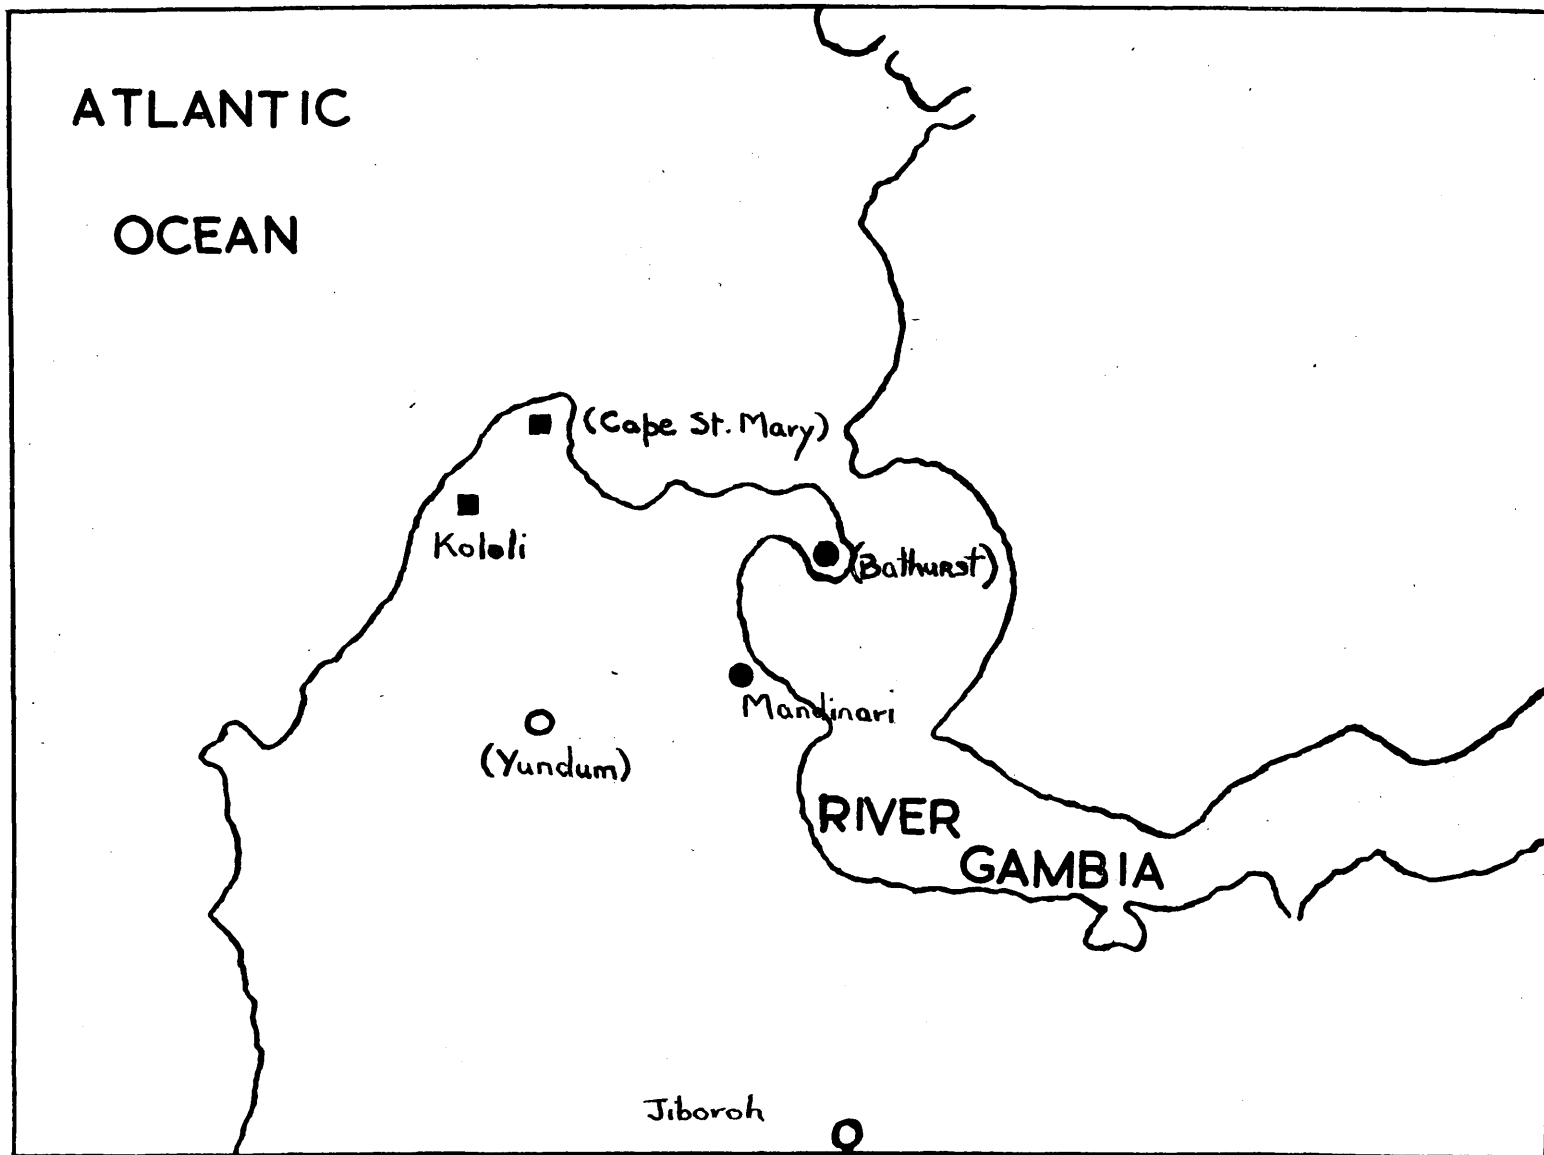 ATLANTIC
OCEAN
(Cape St. Mary)
Kololi
(Bathurst)
Mandinari
(Yundum)
RIVER
GAMBIA
Jiboroh